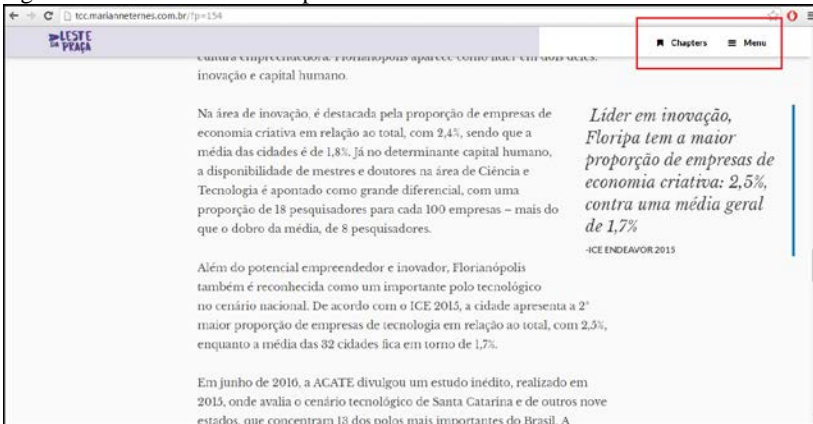 tcc.marianneternes.com.br/?p=154
LESTE
DA PRAÇA
Chapters
Menu
cultura empreendedora. Florianópolis aparece como líder em dois deles:
inovação e capital humano.
Na área de inovação, é destacada pela proporção de empresas de
economia criativa em relação ao total, com 2,4%, sendo que a
média das cidades é de 1,8%. Já no determinante capital humano,
a disponibilidade de mestres e doutores na área de Ciência e
Tecnologia é apontado como grande diferencial, com uma
proporção de 18 pesquisadores para cada 100 empresas – mais do
que o dobro da média, de 8 pesquisadores.
Líder em inovação,
Floripa tem a maior
proporção de empresas de
economia criativa: 2,5%,
contra uma média geral
de 1,7%
-ICE ENDEAVOR 2015
Além do potencial empreendedor e inovador, Florianópolis
também é reconhecida como um importante polo tecnológico
no cenário nacional. De acordo com o ICE 2015, a cidade apresenta a 2ª
maior proporção de empresas de tecnologia em relação ao total, com 2,5%,
enquanto a média das 32 cidades fica em torno de 1,7%.
Em junho de 2016, a ACATE divulgou um estudo inédito, realizado em
2015, onde avalia o cenário tecnológico de Santa Catarina e de outros nove
estados, que concentram 13 dos polos mais importantes do Brasil. A